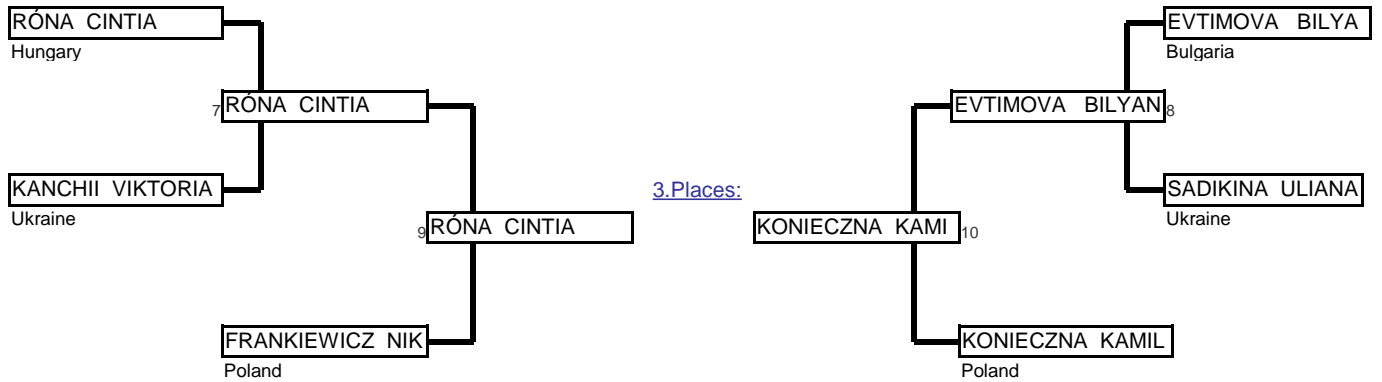 RÓNA CINTIA
Hungary
EVTIMOVA BILYA
Bulgaria
7 RÓNA CINTIA
EVTIMOVA BILYAN 8
KANCHII VIKTORIA
Ukraine
3.Places:
SADIKINA ULIANA
Ukraine
9 RÓNA CINTIA
KONIECZNA KAMI 10
FRANKIEWICZ NIK
Poland
KONIECZNA KAMIL
Poland